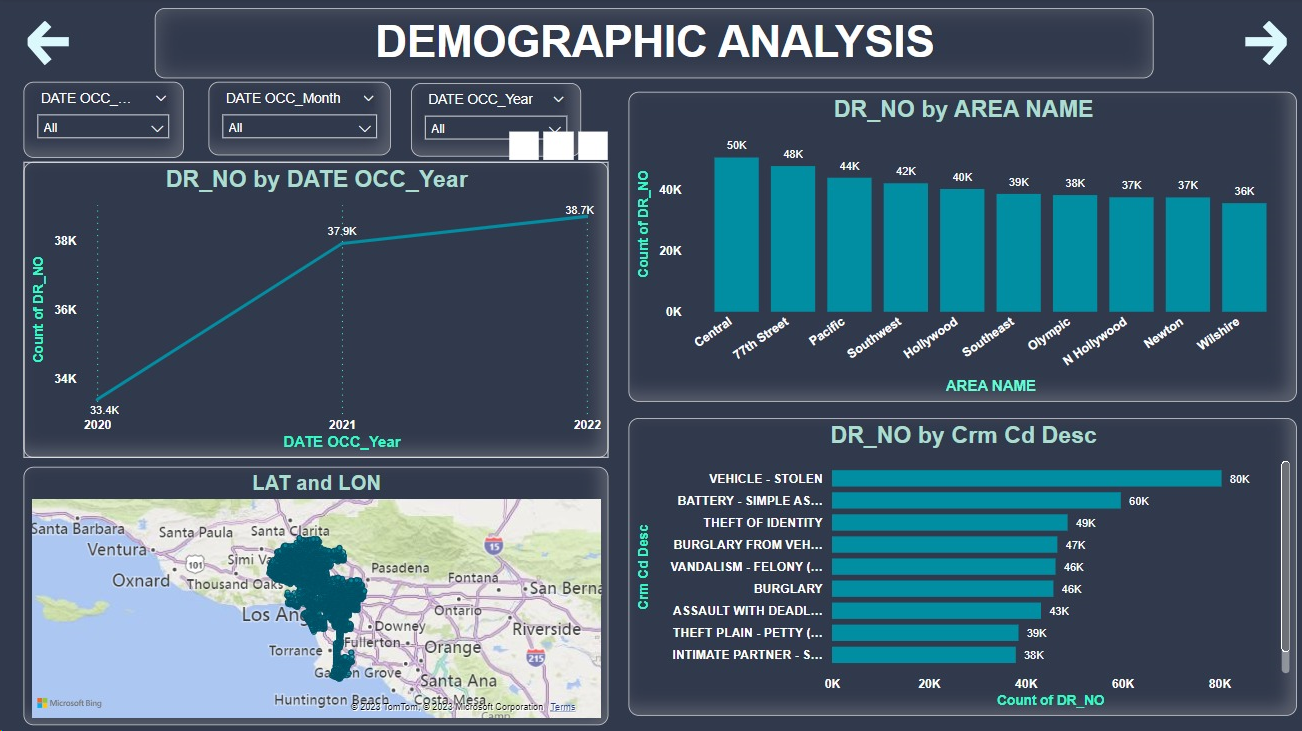 DEMOGRAPHIC ANALYSIS
DATE OCC_...
All
DATE OCC_Month
All
DATE OCC_Year
All
DR_NO by DATE OCC_Year
Count of DR_NO
38K
36K
34K
33.4K
37.9K
38.7K
2020
2021
2022
DATE OCC_Year
DR_NO by AREA NAME
Count of DR_NO
40K
20K
0K
50K
48K
44K
42K
40K
39K
38K
37K
37K
36K
Central
77th Street
Pacific
Southwest
Hollywood
Southeast
Olympic
N Hollywood
Newton
Wilshire
AREA NAME
LAT and LON
Santa Barbara
Santa Paula
Santa Clarita
Ventura
101
Simi Va
15
Oxnard
Thousand Oaks
Pasadena
Fontana
San Berna
Ontario
Los Ang
Downey
Riverside
Fullerton
Torrance
Orange
215
Garden Grove
Santa Ana
Huntington Beach
Costa Mesa
Camp
Microsoft Bing
© 2023 TomTom, © 2023 Microsoft Corporation
Terms
DR_NO by Crm Cd Desc
Crm Cd Desc
VEHICLE - STOLEN 80K
BATTERY - SIMPLE AS... 60K
THEFT OF IDENTITY 49K
BURGLARY FROM VEH... 47K
VANDALISM - FELONY (... 46K
BURGLARY 46K
ASSAULT WITH DEADL... 43K
THEFT PLAIN - PETTY (... 39K
INTIMATE PARTNER - S... 38K
0K 20K 40K 60K 80K
Count of DR_NO